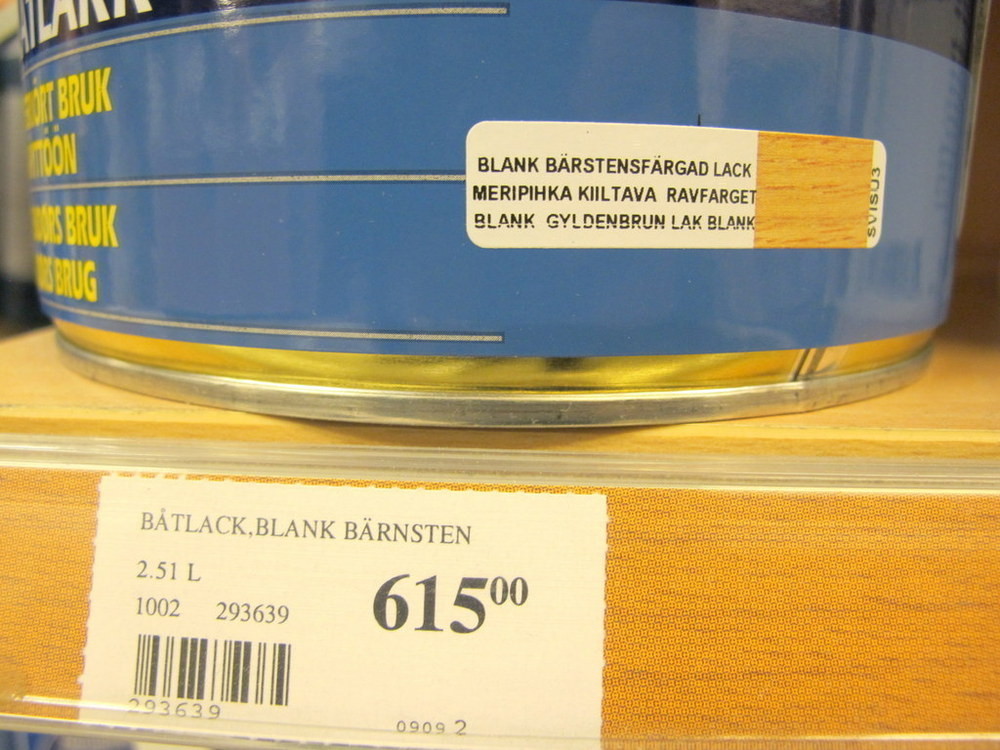 BRUK
BRUK
BRUG
BLANK BÄRSTENSFÄRGAD LACK
MERIPIHKA KIILTAVA RAVFARGET
BLANK GYLDENBRUN LAK BLANK
SVISU3
BÅTLACK,BLANK BÄRNSTEN
2.51 L
61500
1002 293639
293639
0909 2